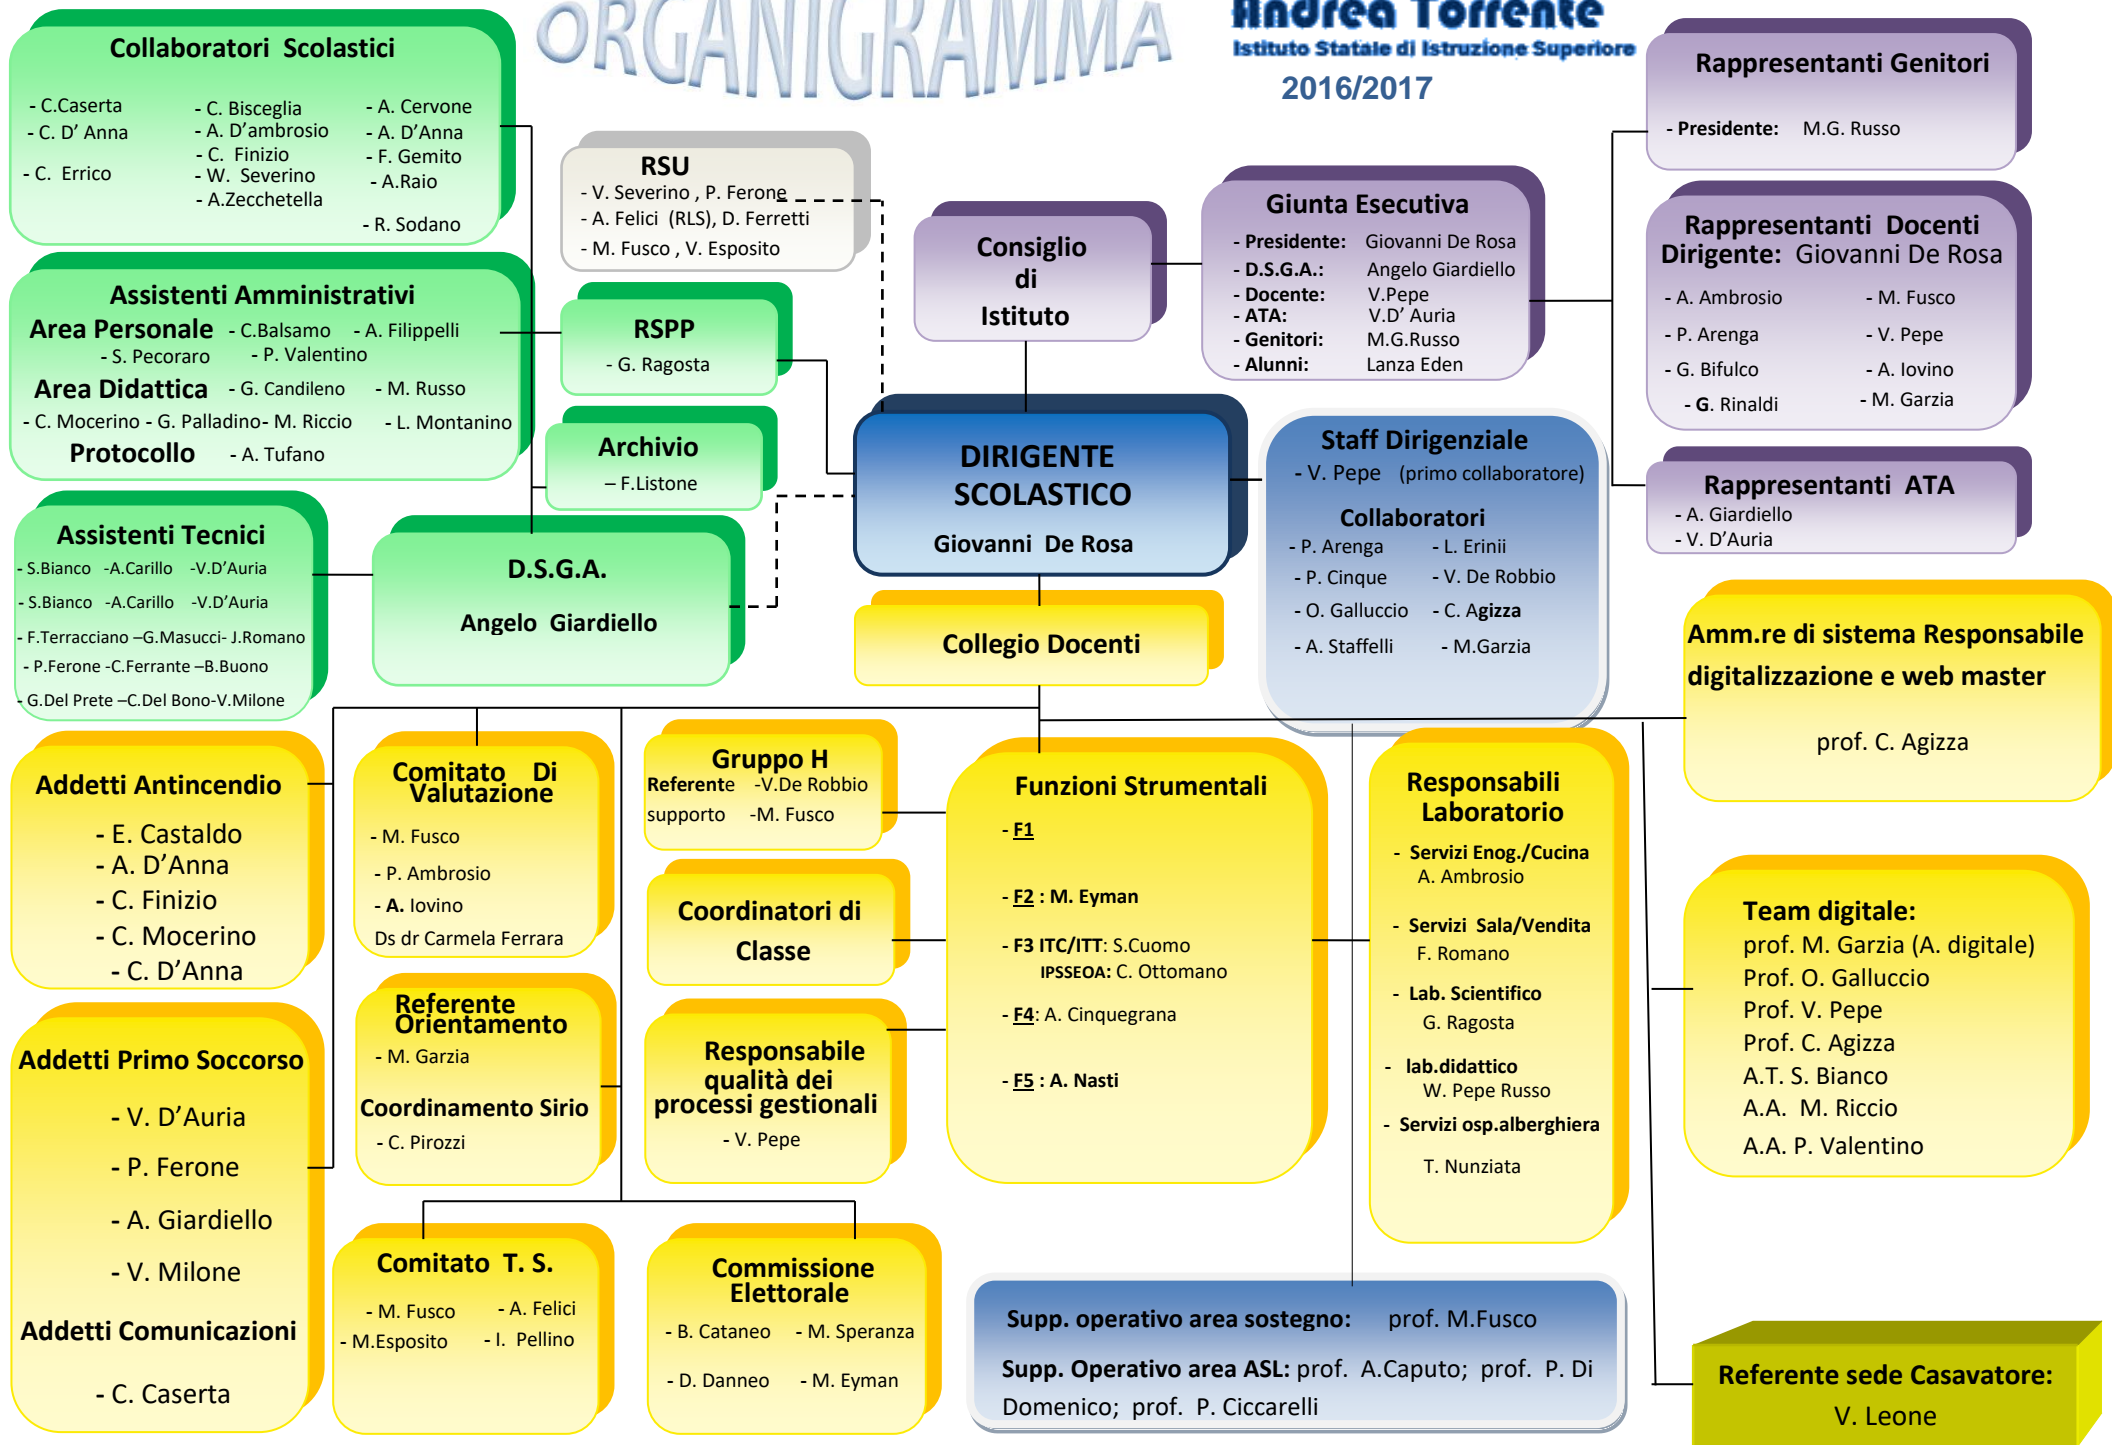 ORGANIGRAMMA
Andrea Torrente
Istituto Statale di Istruzione Superiore
2016/2017
Collaboratori Scolastici
- C.Caserta
- C. D' Anna
- C. Errico
- C. Bisceglia
- A. D'ambrosio
- C. Finizio
- W. Severino
- A.Zecchetella
- A. Cervone
- A. D'Anna
- F. Gemito
- A.Raio
- R. Sodano
Assistenti Amministrativi
Area Personale - C.Balsamo - A. Filippelli
- S. Pecoraro - P. Valentino
Area Didattica - G. Candileno - M. Russo
- C. Mocerino - G. Palladino- M. Riccio - L. Montanino
Protocollo - A. Tufano
Assistenti Tecnici
- S.Bianco -A.Carillo -V.D'Auria
- S.Bianco -A.Carillo -V.D'Auria
- F.Terracciano –G.Masucci- J.Romano
- P.Ferone -C.Ferrante –B.Buono
- G.Del Prete –C.Del Bono-V.Milone
RSU
- V. Severino , P. Ferone
- A. Felici (RLS), D. Ferretti
- M. Fusco , V. Esposito
RSPP
- G. Ragosta
Archivio
– F.Listone
D.S.G.A.
Angelo Giardiello
Consiglio
di
Istituto
Giunta Esecutiva
- Presidente: Giovanni De Rosa
- D.S.G.A.: Angelo Giardiello
- Docente: V.Pepe
- ATA: V.D' Auria
- Genitori: M.G.Russo
- Alunni: Lanza Eden
Rappresentanti Genitori
- Presidente: M.G. Russo
Rappresentanti Docenti
Dirigente: Giovanni De Rosa
- A. Ambrosio - M. Fusco
- P. Arenga - V. Pepe
- G. Bifulco - A. Iovino
- G. Rinaldi - M. Garzia
Rappresentanti ATA
- A. Giardiello
- V. D'Auria
DIRIGENTE
SCOLASTICO
Giovanni De Rosa
Staff Dirigenziale
- V. Pepe (primo collaboratore)
Collaboratori
- P. Arenga - L. Erinii
- P. Cinque - V. De Robbio
- O. Galluccio - C. Agizza
- A. Staffelli - M.Garzia
Collegio Docenti
Amm.re di sistema Responsabile
digitalizzazione e web master
prof. C. Agizza
Addetti Antincendio
- E. Castaldo
- A. D'Anna
- C. Finizio
- C. Mocerino
- C. D'Anna
Comitato Di
Valutazione
- M. Fusco
- P. Ambrosio
- A. Iovino
Ds dr Carmela Ferrara
Gruppo H
Referente -V.De Robbio
supporto -M. Fusco
Coordinatori di
Classe
Responsabile
qualità dei
processi gestionali
- V. Pepe
Funzioni Strumentali
- F1
- F2 : M. Eyman
- F3 ITC/ITT: S.Cuomo
IPSSEOA: C. Ottomano
- F4: A. Cinquegrana
- F5 : A. Nasti
Responsabili
Laboratorio
- Servizi Enog./Cucina
A. Ambrosio
- Servizi Sala/Vendita
F. Romano
- Lab. Scientifico
G. Ragosta
- lab.didattico
W. Pepe Russo
- Servizi osp.alberghiera
T. Nunziata
Team digitale:
prof. M. Garzia (A. digitale)
Prof. O. Galluccio
Prof. V. Pepe
Prof. C. Agizza
A.T. S. Bianco
A.A. M. Riccio
A.A. P. Valentino
Addetti Primo Soccorso
- V. D'Auria
- P. Ferone
- A. Giardiello
- V. Milone
Addetti Comunicazioni
- C. Caserta
Referente
Orientamento
- M. Garzia
Coordinamento Sirio
- C. Pirozzi
Comitato T. S.
- M. Fusco - A. Felici
- M.Esposito - I. Pellino
Commissione
Elettorale
- B. Cataneo - M. Speranza
- D. Danneo - M. Eyman
Supp. operativo area sostegno: prof. M.Fusco
Supp. Operativo area ASL: prof. A.Caputo; prof. P. Di
Domenico; prof. P. Ciccarelli
Referente sede Casavatore:
V. Leone